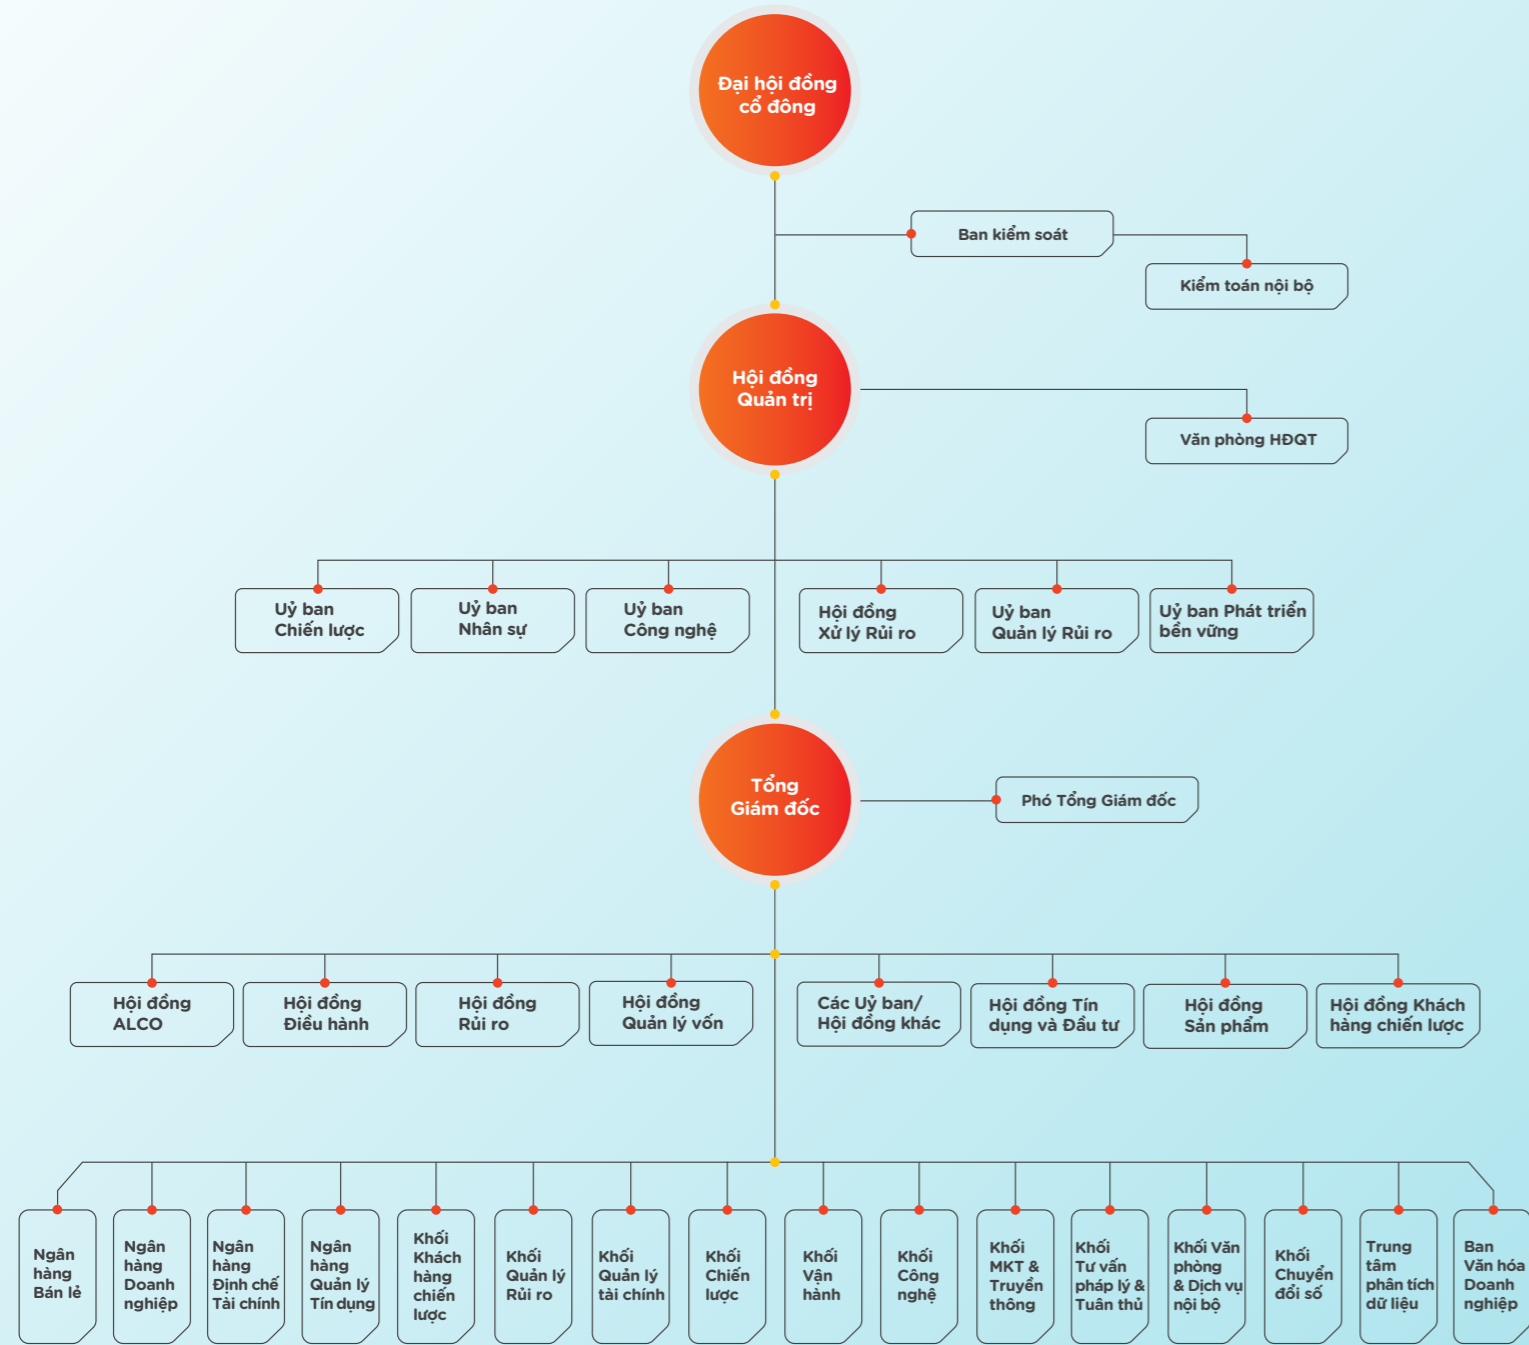 Đại hội đồng
cổ đông
Ban kiểm soát
Kiểm toán nội bộ
Hội đồng
Quản trị
Văn phòng HĐQT
Uỷ ban
Chiến lược
Uỷ ban
Nhân sự
Uỷ ban
Công nghệ
Hội đồng
Xử lý Rủi ro
Uỷ ban
Quản lý Rủi ro
Uỷ ban Phát triển
bền vững
Tổng
Giám đốc
Phó Tổng Giám đốc
Hội đồng
ALCO
Hội đồng
Điều hành
Hội đồng
Rủi ro
Hội đồng
Quản lý vốn
Các Uỷ ban/
Hội đồng khác
Hội đồng Tín
dụng và Đầu tư
Hội đồng
Sản phẩm
Hội đồng Khách
hàng chiến lược
Ngân
hàng
Bán lẻ
Ngân
hàng
Doanh
nghiệp
Ngân
hàng
Định chế
Tài chính
Ngân
hàng
Quản lý
Tín dụng
Khối
Khách
hàng
chiến
lược
Khối
Quản lý
Rủi ro
Khối
Quản lý
tài chính
Khối
Chiến
lược
Khối
Vận
hành
Khối
Công
nghệ
Khối
MKT &
Truyền
thông
Khối
Tư vấn
pháp lý &
Tuân thủ
Khối Văn
phòng
& Dịch vụ
nội bộ
Khối
Chuyển
đổi số
Trung
tâm
phân tích
dữ liệu
Ban
Văn hóa
Doanh
nghiệp